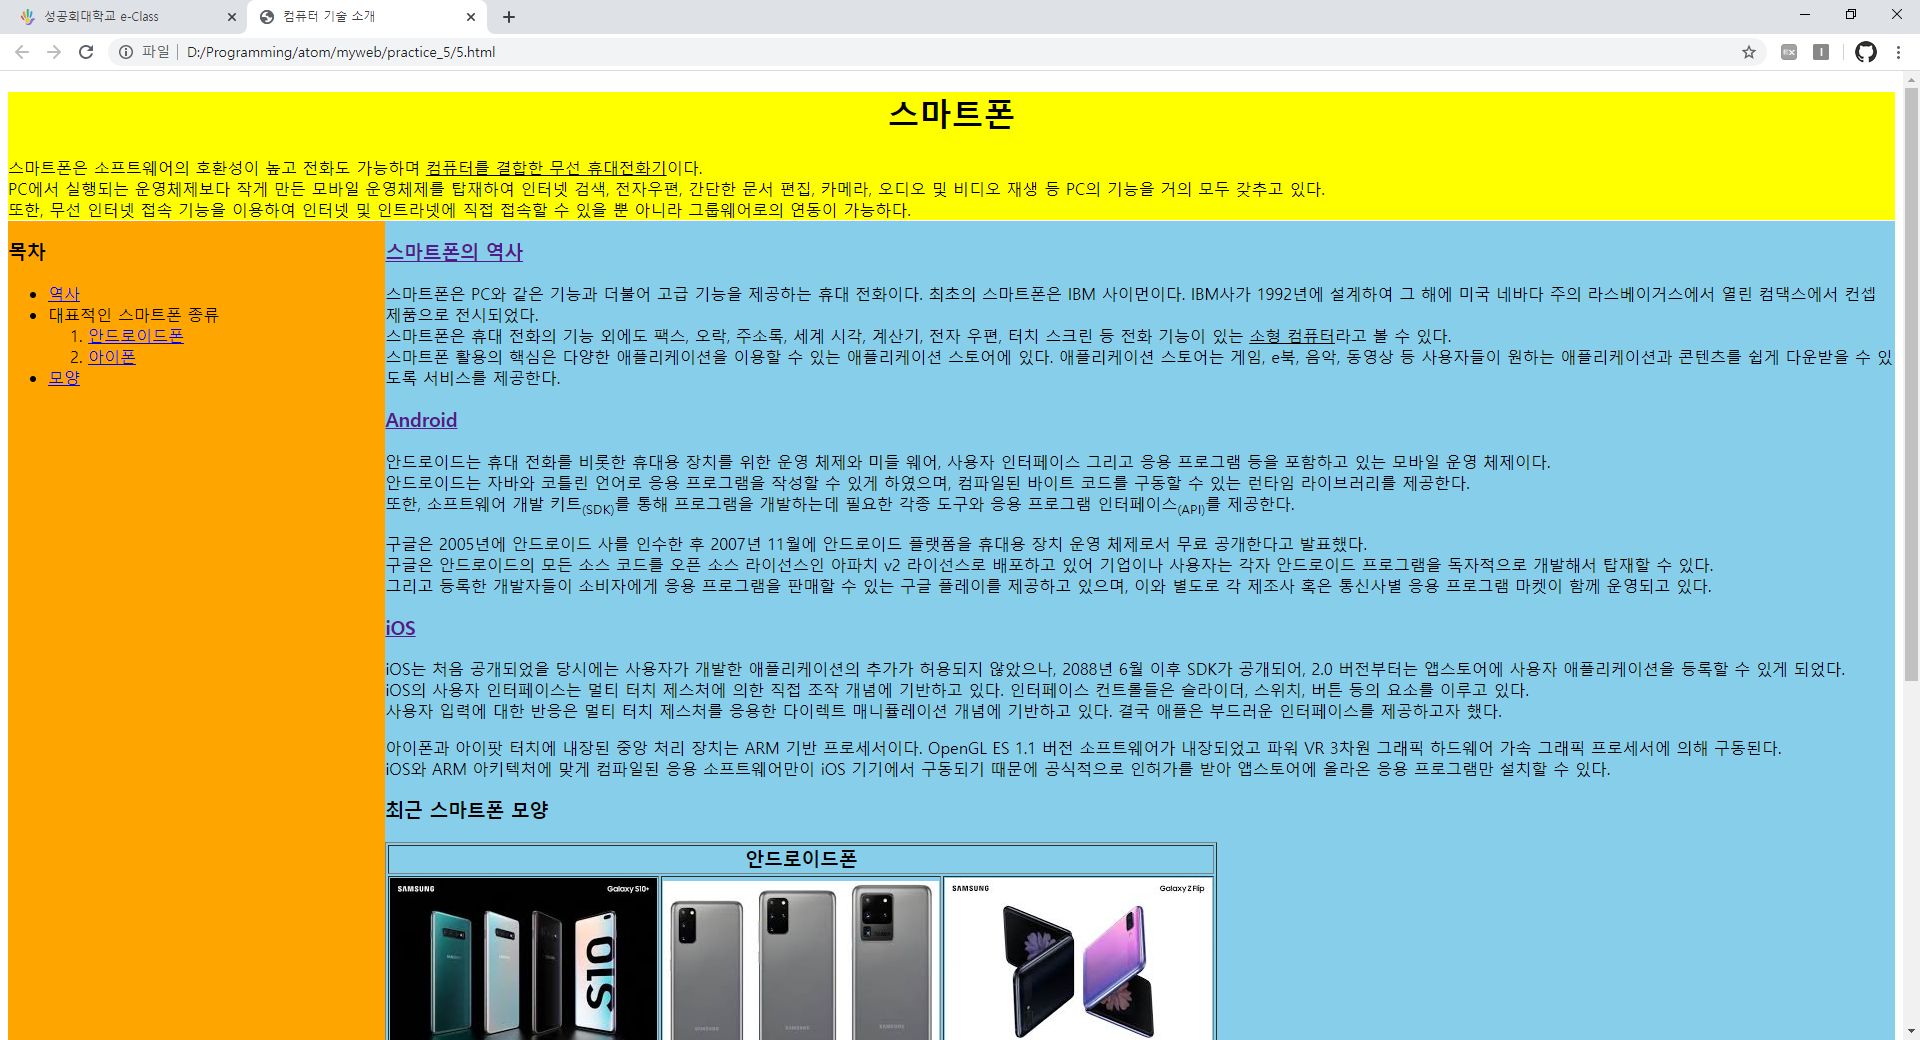 성공회대학교 e-Class
컴퓨터 기술 소개
파일 | D:/Programming/atom/myweb/practice_5/5.html
스마트폰
스마트폰은 소프트웨어의 호환성이 높고 전화도 가능하며 컴퓨터를 결합한 무선 휴대전화기이다.
PC에서 실행되는 운영체제보다 작게 만든 모바일 운영체제를 탑재하여 인터넷 검색, 전자우편, 간단한 문서 편집, 카메라, 오디오 및 비디오 재생 등 PC의 기능을 거의 모두 갖추고 있다.
또한, 무선 인터넷 접속 기능을 이용하여 인터넷 및 인트라넷에 직접 접속할 수 있을 뿐 아니라 그룹웨어로의 연동이 가능하다.
목차
• 역사
• 대표적인 스마트폰 종류
1. 안드로이드폰
2. 아이폰
• 모양
스마트폰의 역사
스마트폰은 PC와 같은 기능과 더불어 고급 기능을 제공하는 휴대 전화이다. 최초의 스마트폰은 IBM 사이먼이다. IBM사가 1992년에 설계하여 그 해에 미국 네바다 주의 라스베이거스에서 열린 컴댁스에서 컨셉
제품으로 전시되었다.
스마트폰은 휴대 전화의 기능 외에도 팩스, 오락, 주소록, 세계 시각, 계산기, 전자 우편, 터치 스크린 등 전화 기능이 있는 소형 컴퓨터라고 볼 수 있다.
스마트폰 활용의 핵심은 다양한 애플리케이션을 이용할 수 있는 애플리케이션 스토어에 있다. 애플리케이션 스토어는 게임, e북, 음악, 동영상 등 사용자들이 원하는 애플리케이션과 콘텐츠를 쉽게 다운받을 수 있
도록 서비스를 제공한다.
Android
안드로이드는 휴대 전화를 비롯한 휴대용 장치를 위한 운영 체제와 미들 웨어, 사용자 인터페이스 그리고 응용 프로그램 등을 포함하고 있는 모바일 운영 체제이다.
안드로이드는 자바와 코틀린 언어로 응용 프로그램을 작성할 수 있게 하였으며, 컴파일된 바이트 코드를 구동할 수 있는 런타임 라이브러리를 제공한다.
또한, 소프트웨어 개발 키트(SDK)를 통해 프로그램을 개발하는데 필요한 각종 도구와 응용 프로그램 인터페이스(API)를 제공한다.
구글은 2005년에 안드로이드 사를 인수한 후 2007년 11월에 안드로이드 플랫폼을 휴대용 장치 운영 체제로서 무료 공개한다고 발표했다.
구글은 안드로이드의 모든 소스 코드를 오픈 소스 라이선스인 아파치 v2 라이선스로 배포하고 있어 기업이나 사용자는 각자 안드로이드 프로그램을 독자적으로 개발해서 탑재할 수 있다.
그리고 등록한 개발자들이 소비자에게 응용 프로그램을 판매할 수 있는 구글 플레이를 제공하고 있으며, 이와 별도로 각 제조사 혹은 통신사별 응용 프로그램 마켓이 함께 운영되고 있다.
iOS
iOS는 처음 공개되었을 당시에는 사용자가 개발한 애플리케이션의 추가가 허용되지 않았으나, 2088년 6월 이후 SDK가 공개되어, 2.0 버전부터는 앱스토어에 사용자 애플리케이션을 등록할 수 있게 되었다.
iOS의 사용자 인터페이스는 멀티 터치 제스처에 의한 직접 조작 개념에 기반하고 있다. 인터페이스 컨트롤들은 슬라이더, 스위치, 버튼 등의 요소를 이루고 있다.
사용자 입력에 대한 반응은 멀티 터치 제스처를 응용한 다이렉트 매니퓰레이션 개념에 기반하고 있다. 결국 애플은 부드러운 인터페이스를 제공하고자 했다.
아이폰과 아이팟 터치에 내장된 중앙 처리 장치는 ARM 기반 프로세서이다. OpenGL ES 1.1 버전 소프트웨어가 내장되었고 파워 VR 3차원 그래픽 하드웨어 가속 그래픽 프로세서에 의해 구동된다.
iOS와 ARM 아키텍처에 맞게 컴파일된 응용 소프트웨어만이 iOS 기기에서 구동되기 때문에 공식적으로 인허가를 받아 앱스토어에 올라온 응용 프로그램만 설치할 수 있다.
최근 스마트폰 모양
안드로이드폰
SAMSUNG Galaxy S10+
S10
SAMSUNG SAMSUNG SAMSUNG
SAMSUNG Galaxy Z Flip